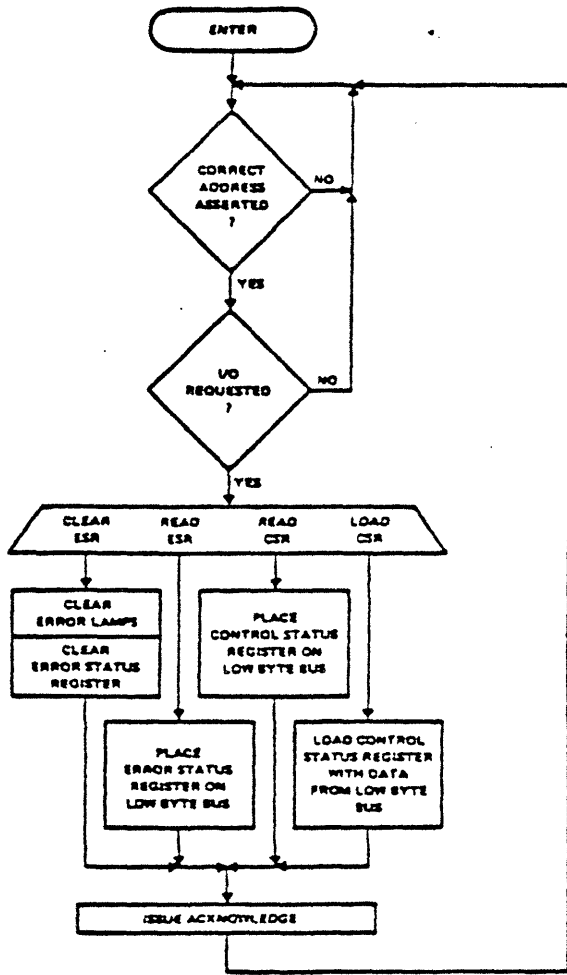 ENTER
CORRECT
ADDRESS
ASSERTED
?
NO
YES
I/O
REQUESTED
?
NO
YES
CLEAR
ESR
READ
ESR
READ
CSR
LOAD
CSR
CLEAR
ERROR LAMPS
CLEAR
ERROR STATUS
REGISTER
PLACE
CONTROL STATUS
REGISTER ON
LOW BYTE BUS
PLACE
ERROR STATUS
REGISTER ON
LOW BYTE BUS
LOAD CONTROL
STATUS REGISTER
WITH DATA
FROM LOW BYTE
BUS
ISSUE ACKNOWLEDGE